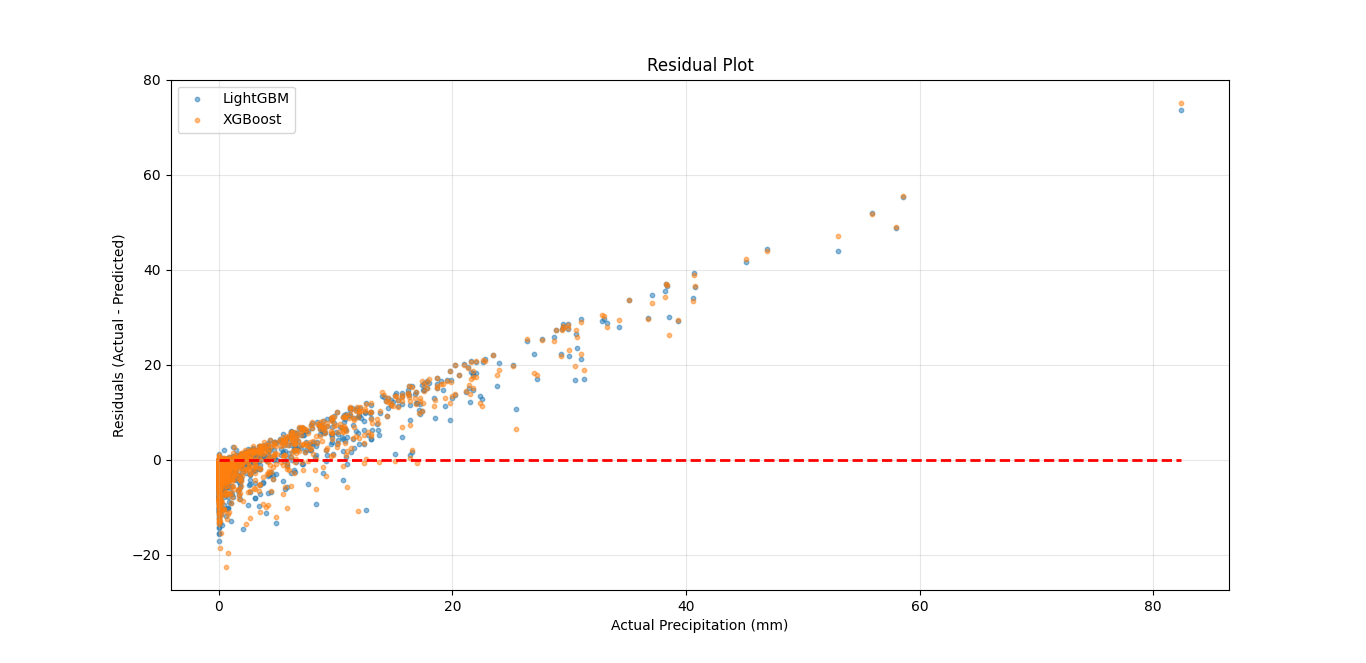 Residual Plot
LightGBM
XGBoost
Residuals (Actual - Predicted)
80
60
40
20
0
−20
0 20 40 60 80
Actual Precipitation (mm)